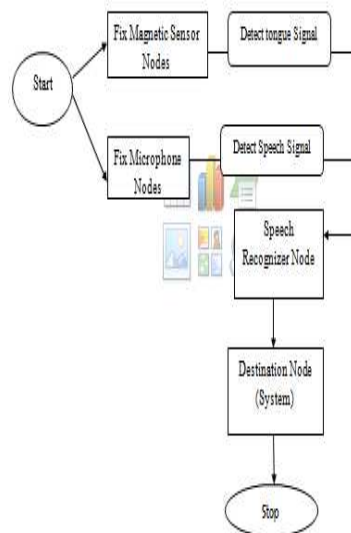 Fix Magnetic Sensor
Nodes
Detect tongue Signal
Start
Fix Microphone
Nodes
Detect Speech Signal
Speech
Recognizer Node
Destination Node
(System)
Stop